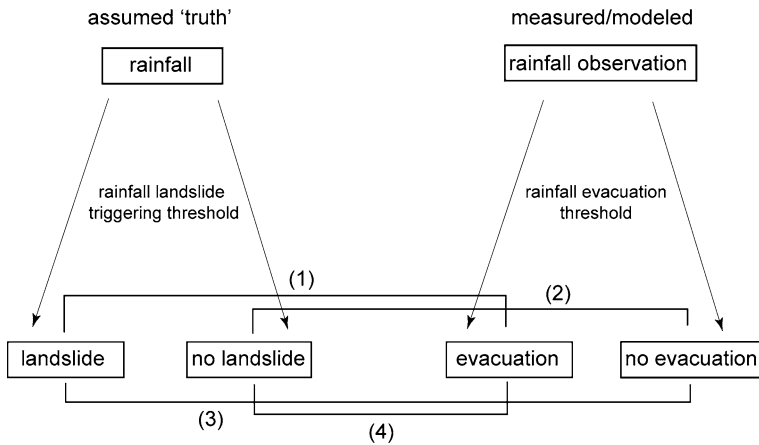 assumed ‘truth’
measured/modeled
rainfall
rainfall observation
rainfall landslide
triggering threshold
rainfall evacuation
threshold
(1)
(2)
landslide
no landslide
evacuation
no evacuation
(3)
(4)